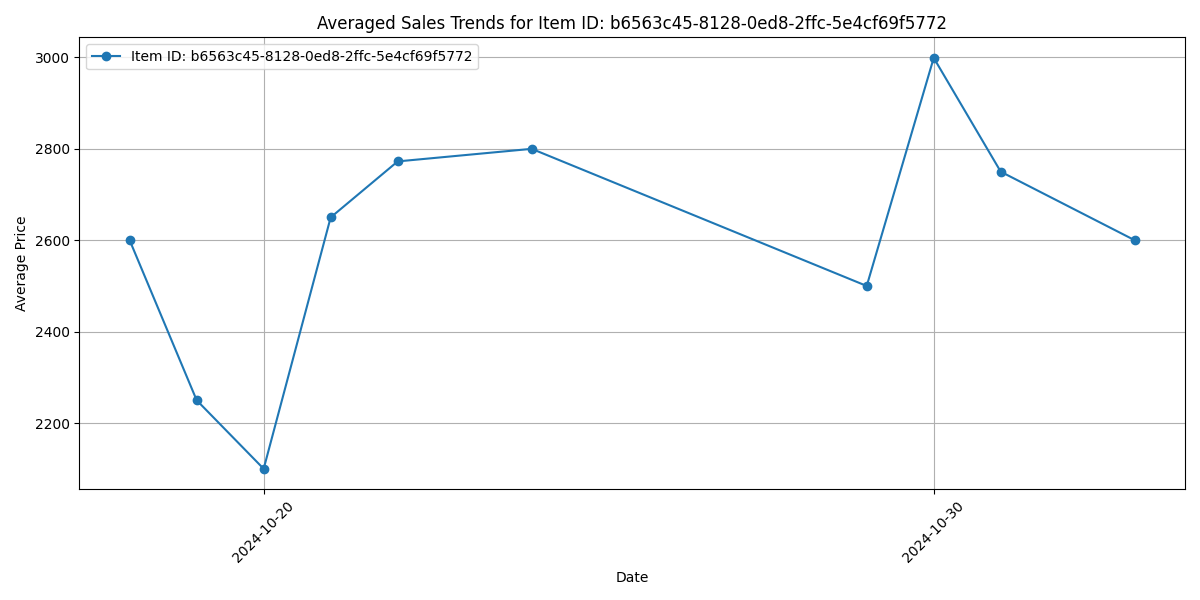 Averaged Sales Trends for Item ID: b6563c45-8128-0ed8-2ffc-5e4cf69f5772
Item ID: b6563c45-8128-0ed8-2ffc-5e4cf69f5772
Average Price
3000
2800
2600
2400
2200
2024-10-20
2024-10-30
Date